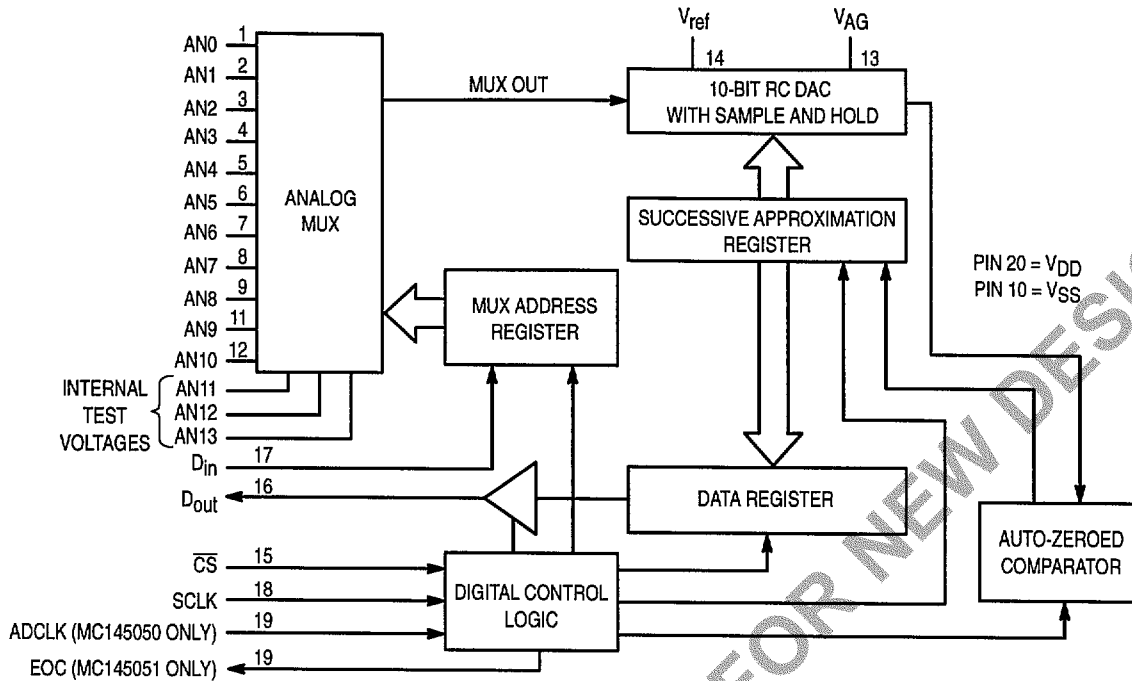 Vref
VAG
14
13
AN0 1
AN1 2
AN2 3
AN3 4
AN4 5
AN5 6
AN6 7
AN7 8
AN8 9
AN9 11
AN10 12
AN11
AN12
AN13
INTERNAL
TEST
VOLTAGES
ANALOG
MUX
MUX OUT
10-BIT RC DAC
WITH SAMPLE AND HOLD
SUCCESSIVE APPROXIMATION
REGISTER
PIN 20 = VDD
PIN 10 = VSS
MUX ADDRESS
REGISTER
Din 17
Dout 16
DATA REGISTER
AUTO-ZEROED
COMPARATOR
CS 15
SCLK 18
ADCLK (MC145050 ONLY) 19
EOC (MC145051 ONLY) 19
DIGITAL CONTROL
LOGIC
FOR NEW DESIG